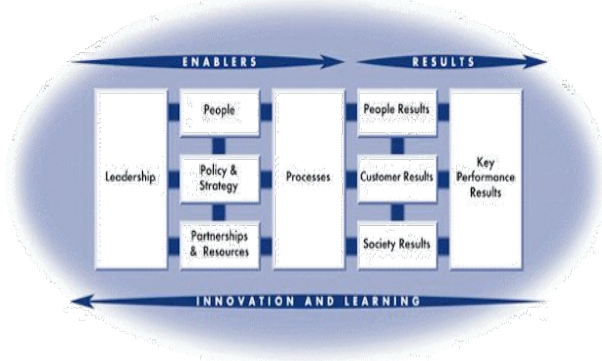 ENABLERS
RESULTS
Leadership
People
Policy &
Strategy
Partnerships
& Resources
Processes
People Results
Customer Results
Society Results
Key
Performance
Results
INNOVATION AND LEARNING